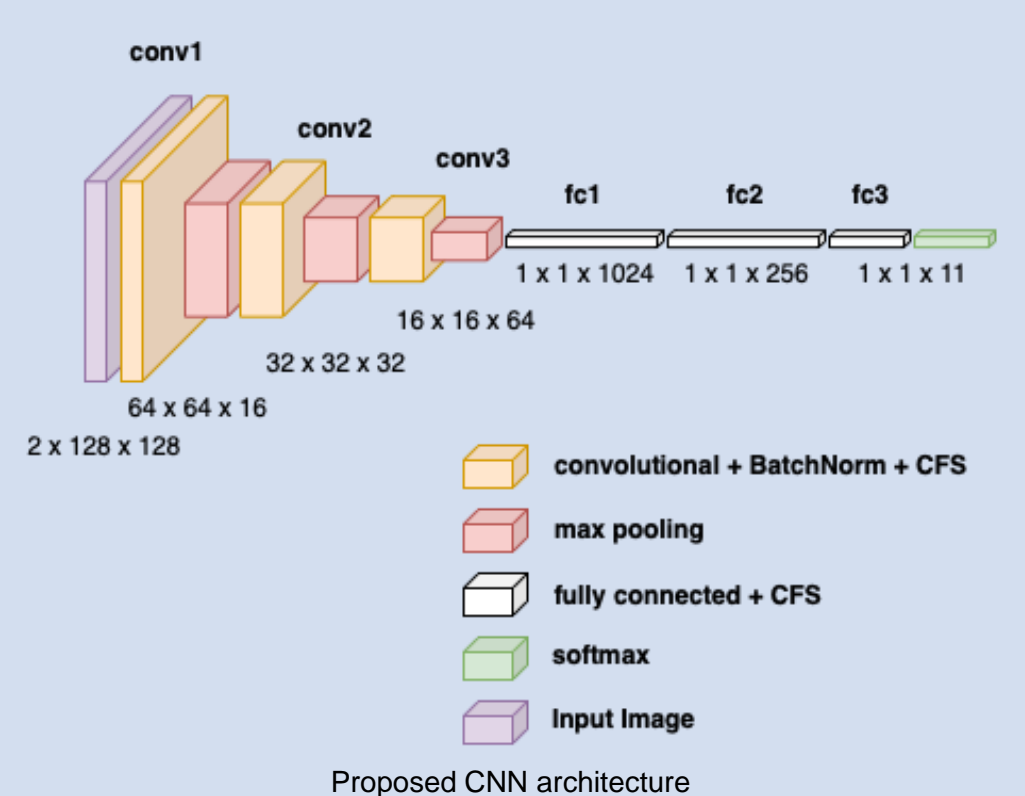 conv1
conv2
conv3
fc1
fc2
fc3
1 x 1 x 1024
1 x 1 x 256
1 x 1 x 11
16 x 16 x 64
32 x 32 x 32
64 x 64 x 16
2 x 128 x 128
convolutional + BatchNorm + CFS
max pooling
fully connected + CFS
softmax
Input Image
Proposed CNN architecture